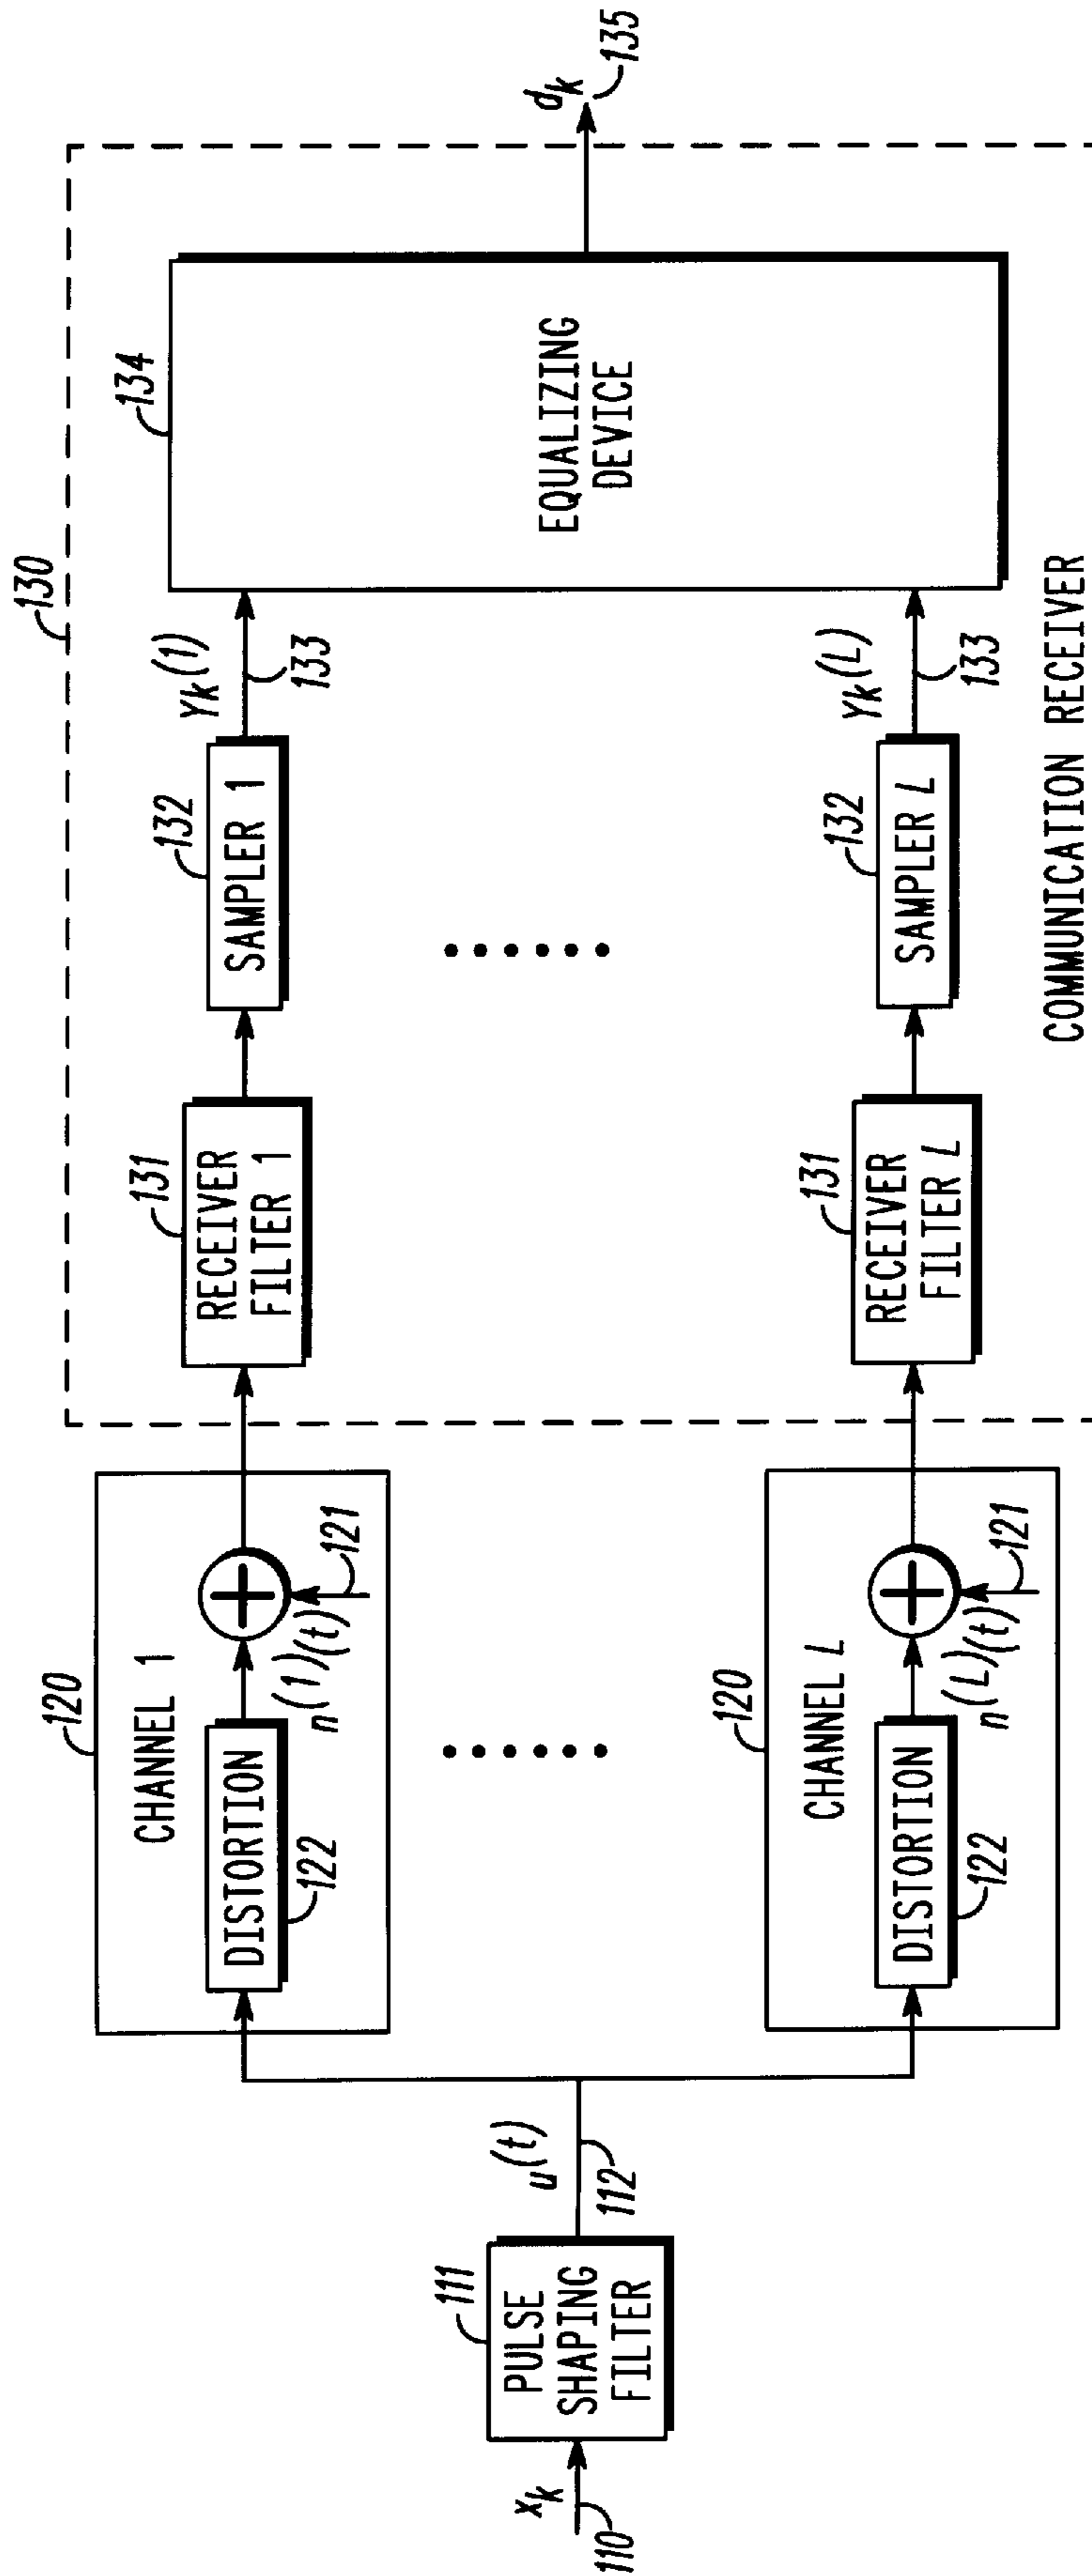 x_k
110
111
PULSE
SHAPING
FILTER
u(t)
112
120
CHANNEL 1
DISTORTION
122
n^(1)(t)
121
120
CHANNEL L
DISTORTION
122
n^(L)(t)
121
130
131
RECEIVER
FILTER 1
132
SAMPLER 1
Y_k^(1)
133
131
RECEIVER
FILTER L
132
SAMPLER L
Y_k^(L)
133
134
EQUALIZING
DEVICE
d_k
135
COMMUNICATION RECEIVER